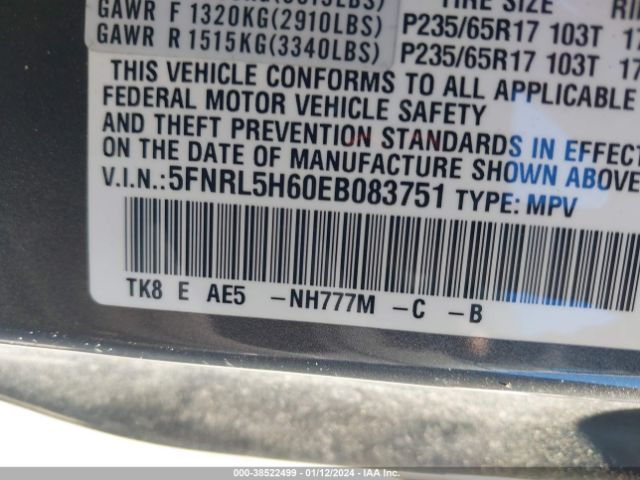 GAWR F 1320KG(2910LBS) P235/65R17 103T 17
GAWR R 1515KG(3340LBS) P235/65R17 103T 17
TIRE SIZE
THIS VEHICLE CONFORMS TO ALL APPLICABLE
FEDERAL MOTOR VEHICLE SAFETY
AND THEFT PREVENTION STANDARDS IN EFFECT
ON THE DATE OF MANUFACTURE SHOWN ABOVE
V.I.N.:5FNRL5H60EB083751 TYPE: MPV
TK8 E AE5 -NH777M -C -B
000-38522499 - 01/12/2024 - IAA Inc.